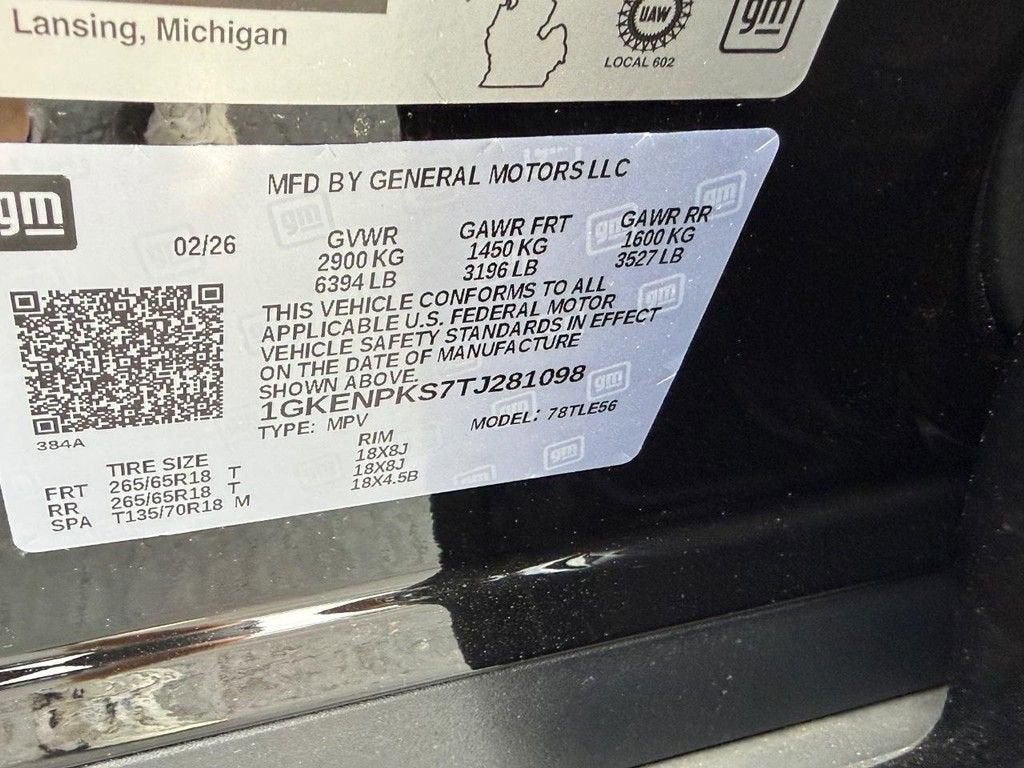 Lansing, Michigan
UAW
LOCAL 602
gm
gm
MFD BY GENERAL MOTORS LLC
02/26
GVWR
2900 KG
6394 LB
GAWR FRT
1450 KG
3196 LB
GAWR RR
1600 KG
3527 LB
THIS VEHICLE CONFORMS TO ALL
APPLICABLE U.S. FEDERAL MOTOR
VEHICLE SAFETY STANDARDS IN EFFECT
ON THE DATE OF MANUFACTURE
SHOWN ABOVE.
1GKENPKS7TJ281098
TYPE: MPV
MODEL: 78TLE56
384A
TIRE SIZE RIM
FRT 265/65R18 T 18X8J
RR 265/65R18 T 18X8J
SPA T135/70R18 M 18X4.5B